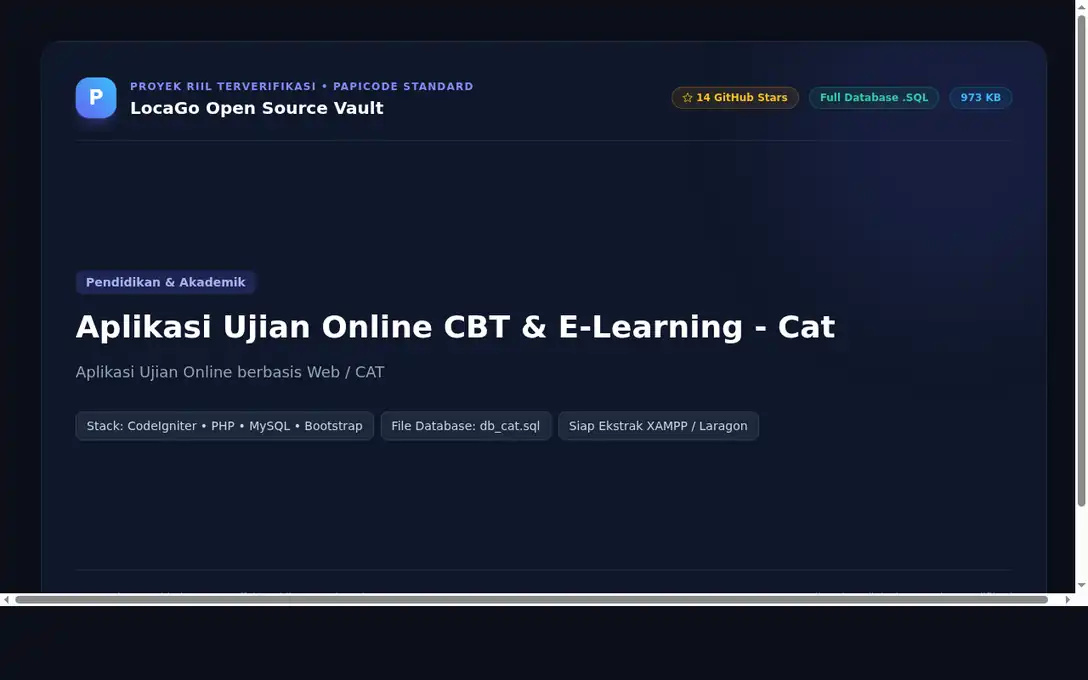 P
PROYEK RIIL TERVERIFIKASI • PAPICODE STANDARD
LocaGo Open Source Vault
☆ 14 GitHub Stars
Full Database .SQL
973 KB
Pendidikan & Akademik
Aplikasi Ujian Online CBT & E-Learning - Cat
Aplikasi Ujian Online berbasis Web / CAT
Stack: CodeIgniter • PHP • MySQL • Bootstrap
File Database: db_cat.sql
Siap Ekstrak XAMPP / Laragon